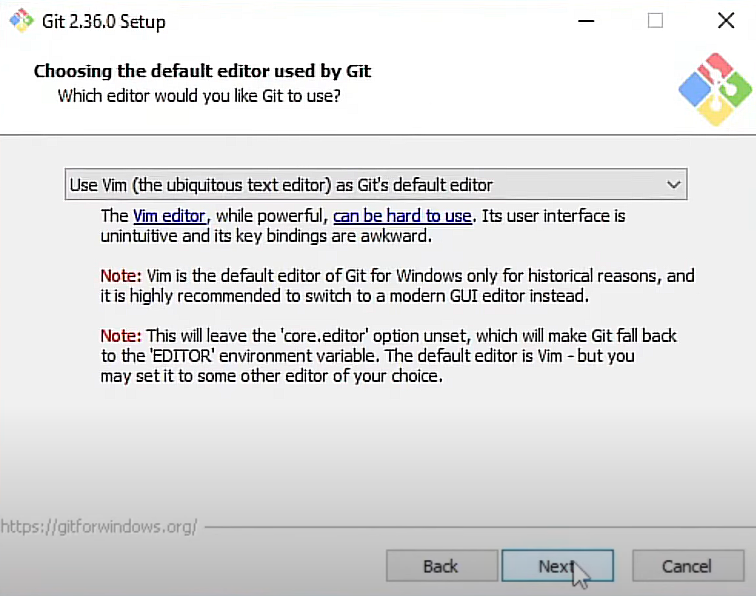 Git 2.36.0 Setup
Choosing the default editor used by Git
Which editor would you like Git to use?
Use Vim (the ubiquitous text editor) as Git's default editor
The Vim editor, while powerful, can be hard to use. Its user interface is
unintuitive and its key bindings are awkward.
Note: Vim is the default editor of Git for Windows only for historical reasons, and
it is highly recommended to switch to a modern GUI editor instead.
Note: This will leave the 'core.editor' option unset, which will make Git fall back
to the 'EDITOR' environment variable. The default editor is Vim - but you
may set it to some other editor of your choice.
https://gitforwindows.org/
Back
Next
Cancel